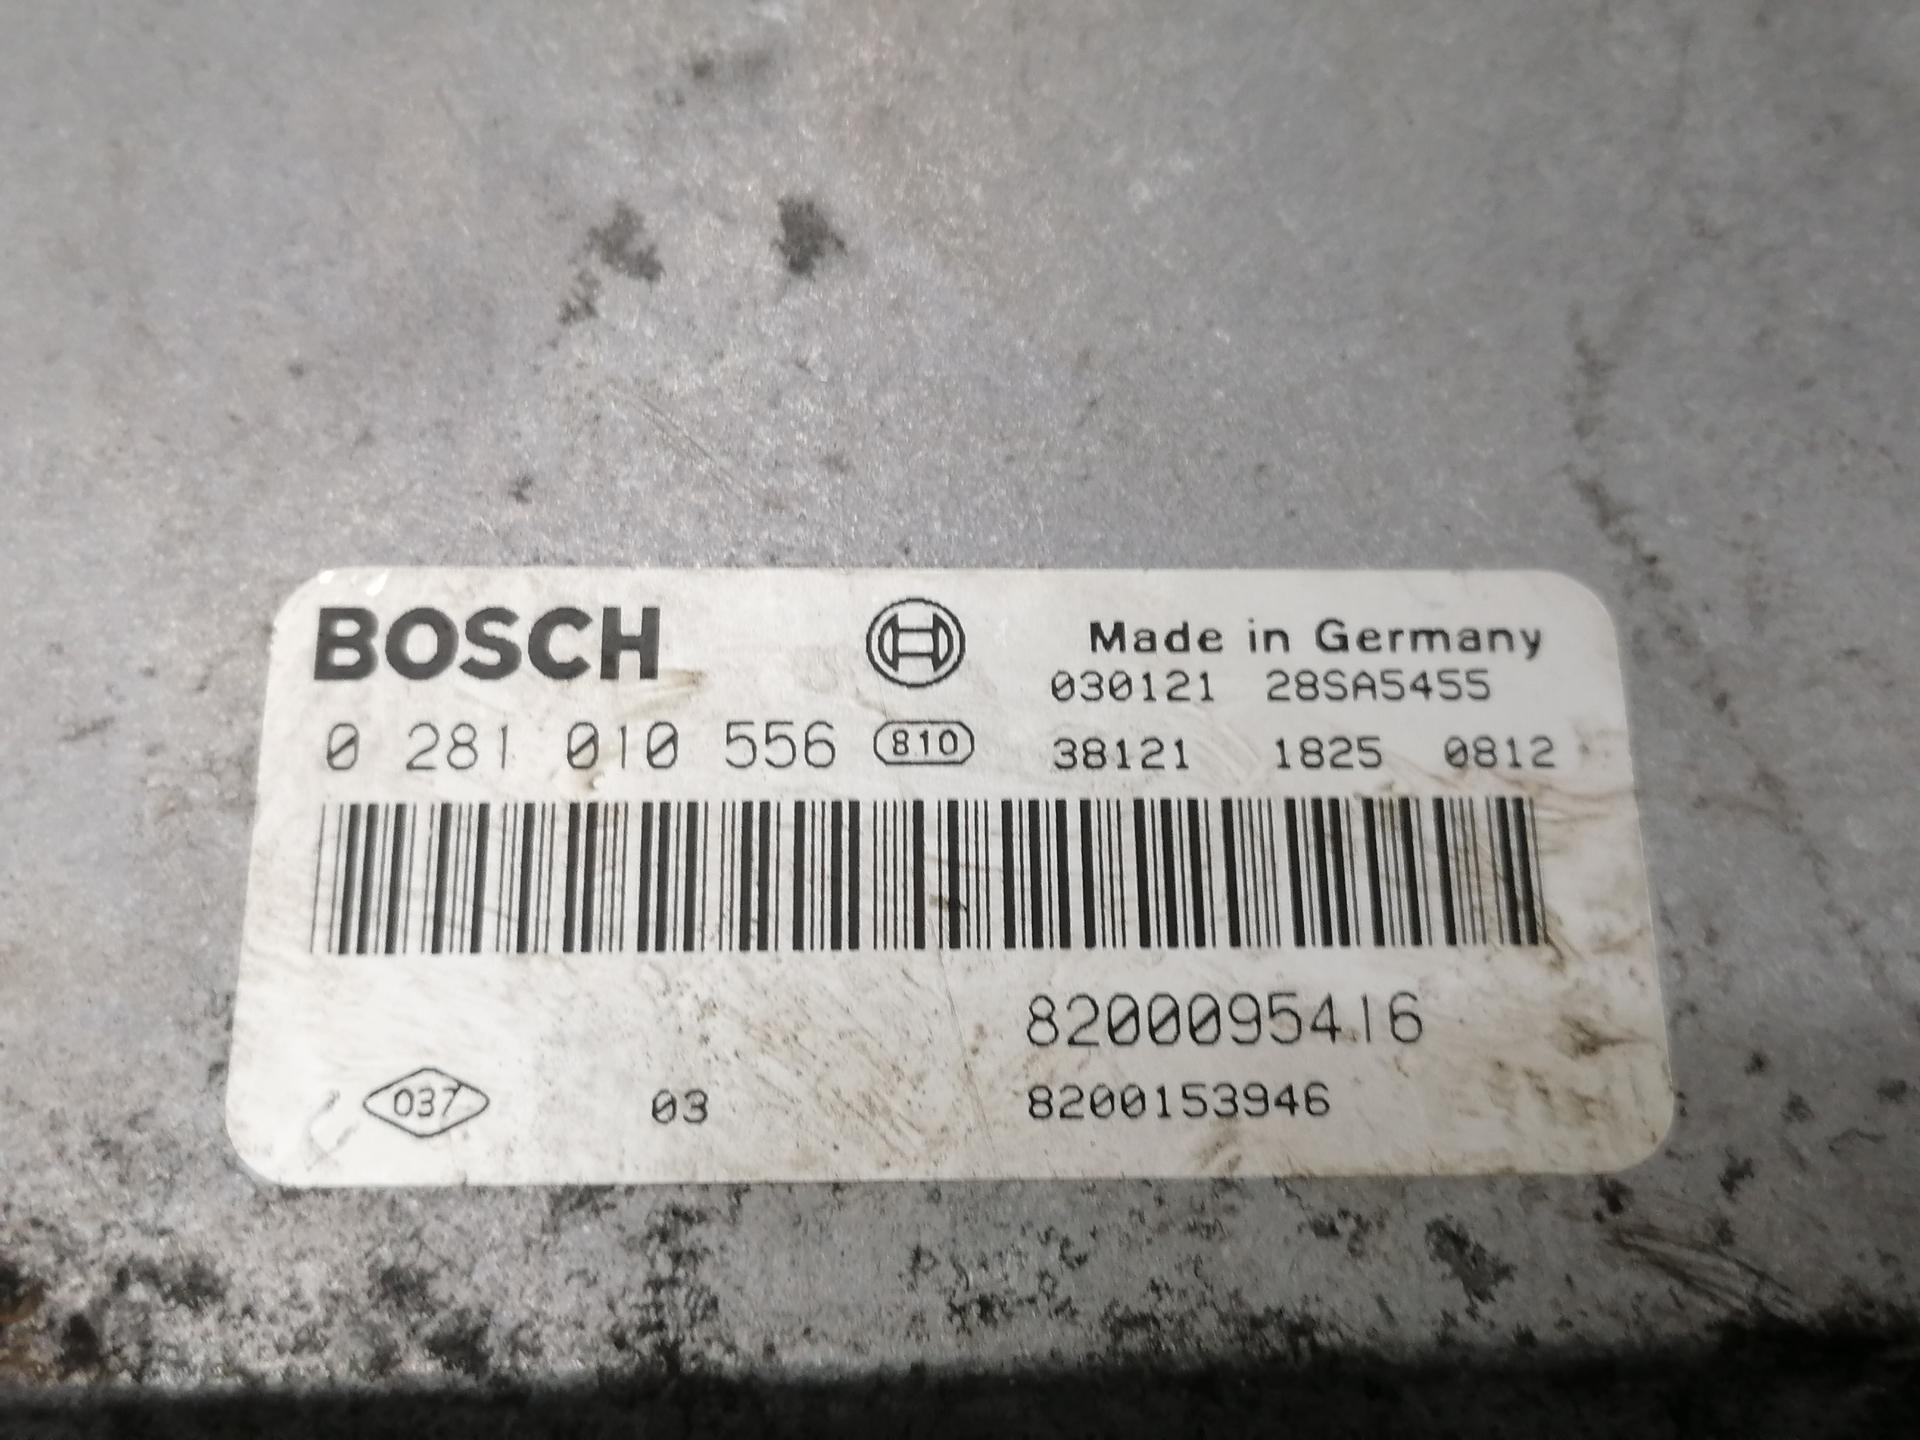 BOSCH
Made in Germany
030121 28SA5455
0 281 010 556 810 38121 1825 0812
8200095416
037 03 8200153946